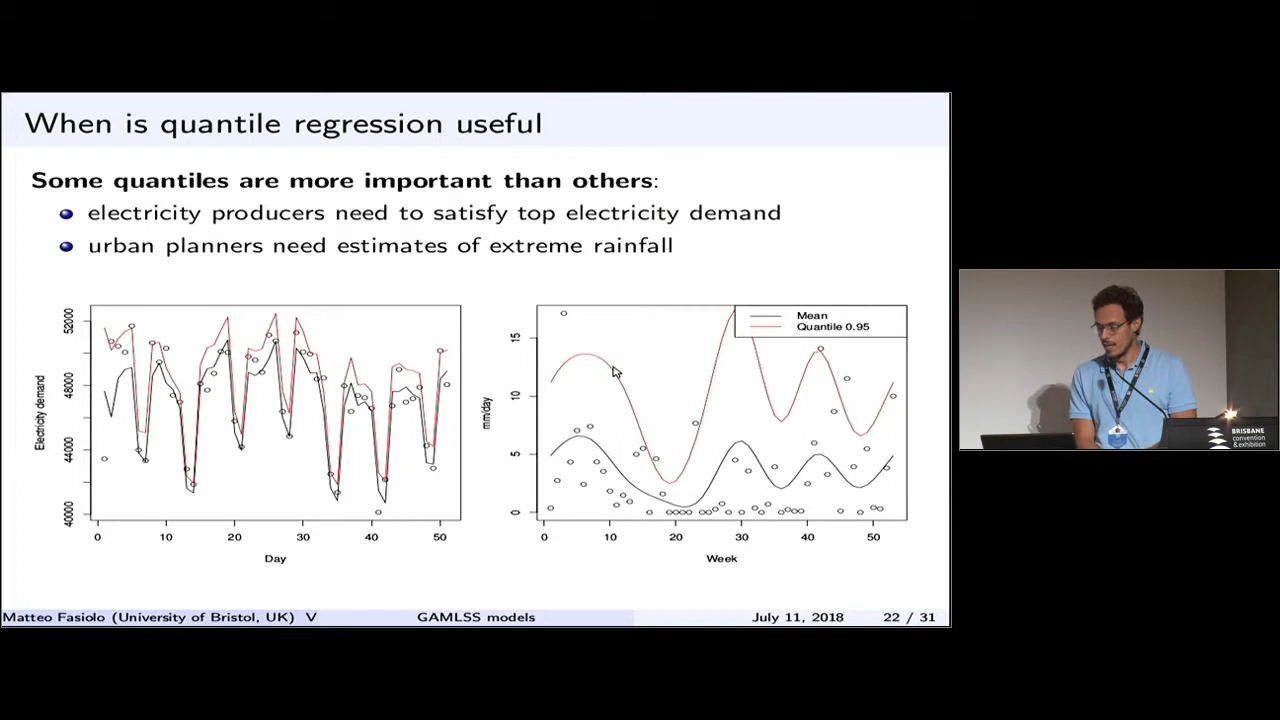 When is quantile regression useful
Some quantiles are more important than others:
electricity producers need to satisfy top electricity demand
urban planners need estimates of extreme rainfall
Electricity demand
52000
48000
44000
40000
0 10 20 30 40 50
Day
mm/day
15
10
5
0
Mean
Quantile 0.95
0 10 20 30 40 50
Week
Matteo Fasiolo (University of Bristol, UK) V
GAMLSS models
July 11, 2018
22 / 31
BRISBANE
convention
& exhibition